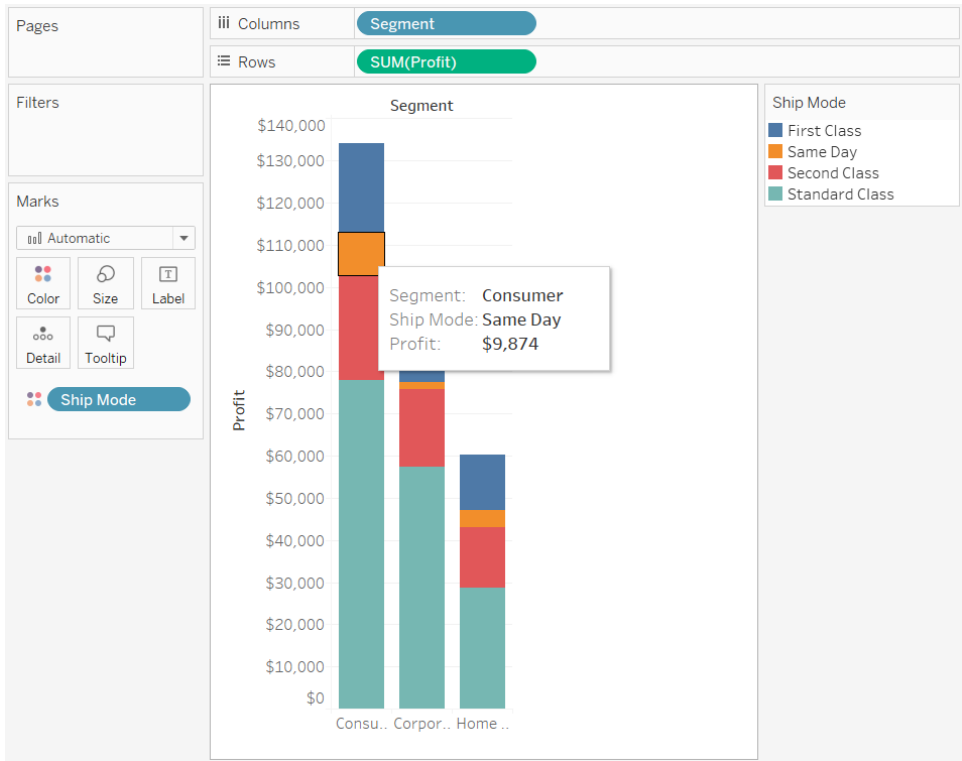 Pages
Columns Segment
Rows SUM(Profit)
Filters
Marks
Automatic
Color Size Label
Detail Tooltip
Ship Mode
Segment
$140,000
$130,000
$120,000
$110,000
$100,000
$90,000
$80,000
$70,000
$60,000
$50,000
$40,000
$30,000
$20,000
$10,000
$0
Profit
Consu.. Corpor.. Home ..
Segment: Consumer
Ship Mode: Same Day
Profit: $9,874
Ship Mode
First Class
Same Day
Second Class
Standard Class